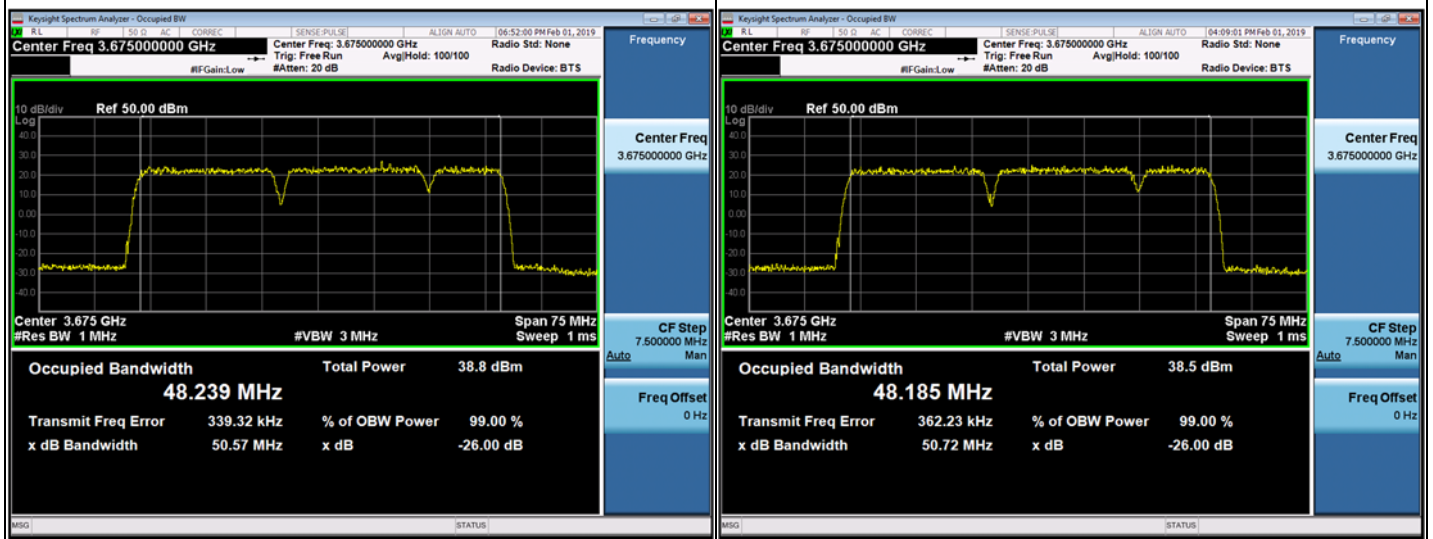 Keysight Spectrum Analyzer - Occupied BW
RL RF 50 Ω AC CORREC SENSE:PULSE ALIGN AUTO 06:52:00 PM Feb 01, 2019
Center Freq 3.675000000 GHz
Center Freq: 3.675000000 GHz Radio Std: None
Trig: Free Run Avg|Hold: 100/100
#IFGain:Low #Atten: 20 dB Radio Device: BTS
10 dB/div Ref 50.00 dBm
Log
40.0
30.0
20.0
10.0
0.00
-10.0
-20.0
-30.0
-40.0
Center 3.675 GHz Span 75 MHz
#Res BW 1 MHz #VBW 3 MHz Sweep 1 ms
Occupied Bandwidth Total Power 38.8 dBm
48.239 MHz
Transmit Freq Error 339.32 kHz % of OBW Power 99.00 %
x dB Bandwidth 50.57 MHz x dB -26.00 dB
MSG STATUS
Frequency
Center Freq
3.675000000 GHz
CF Step
7.500000 MHz
Auto Man
Freq Offset
0 Hz
Keysight Spectrum Analyzer - Occupied BW
RL RF 50 Ω AC CORREC SENSE:PULSE ALIGN AUTO 04:09:01 PM Feb 01, 2019
Center Freq 3.675000000 GHz
Center Freq: 3.675000000 GHz Radio Std: None
Trig: Free Run Avg|Hold: 100/100
#IFGain:Low #Atten: 20 dB Radio Device: BTS
10 dB/div Ref 50.00 dBm
Log
40.0
30.0
20.0
10.0
0.00
-10.0
-20.0
-30.0
-40.0
Center 3.675 GHz Span 75 MHz
#Res BW 1 MHz #VBW 3 MHz Sweep 1 ms
Occupied Bandwidth Total Power 38.5 dBm
48.185 MHz
Transmit Freq Error 362.23 kHz % of OBW Power 99.00 %
x dB Bandwidth 50.72 MHz x dB -26.00 dB
MSG STATUS
Frequency
Center Freq
3.675000000 GHz
CF Step
7.500000 MHz
Auto Man
Freq Offset
0 Hz